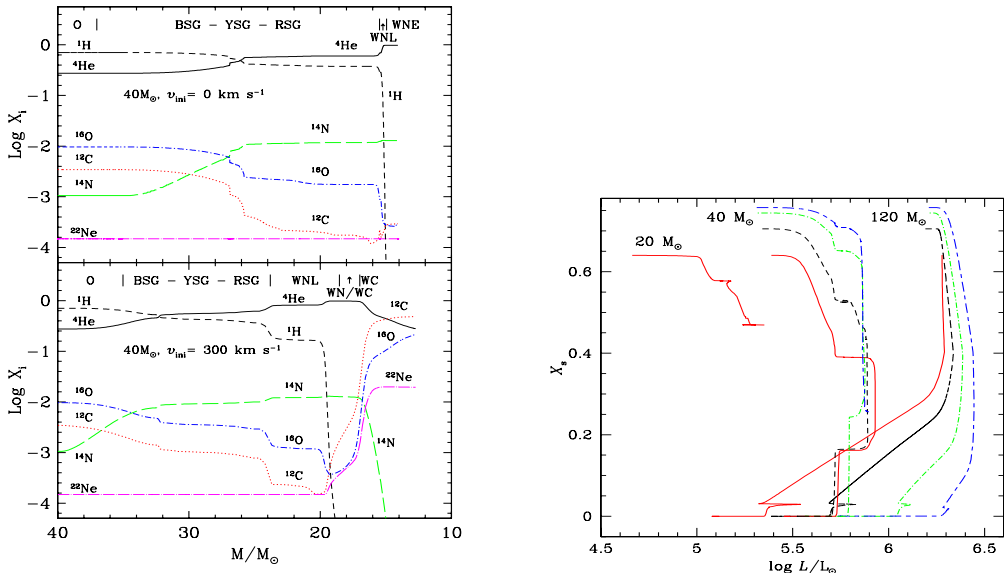 O BSG – YSG – RSG ↑ WNE
WNL
⁴He
¹H
⁴He
¹H
40M☉, υini= 0 km s⁻¹
¹⁶O
¹²C
¹⁴N
¹⁴N
¹⁶O
¹²C
²²Ne
0
-1
-2
-3
-4
Log Xi
O BSG – YSG – RSG WNL ↑ WC
WN/WC
¹H
⁴He
⁴He
¹H
¹²C
¹⁶O
40M☉, υini= 300 km s⁻¹
²²Ne
¹⁶O
¹²C
¹⁴N
¹⁴N
¹⁶O
¹²C
¹⁴N
²²Ne
0
-1
-2
-3
-4
Log Xi
40 30 20 10
M/M☉
40 M☉ 120 M☉
20 M☉
0.6
0.4
0.2
0
Xs
4.5 5 5.5 6 6.5
log L/L☉